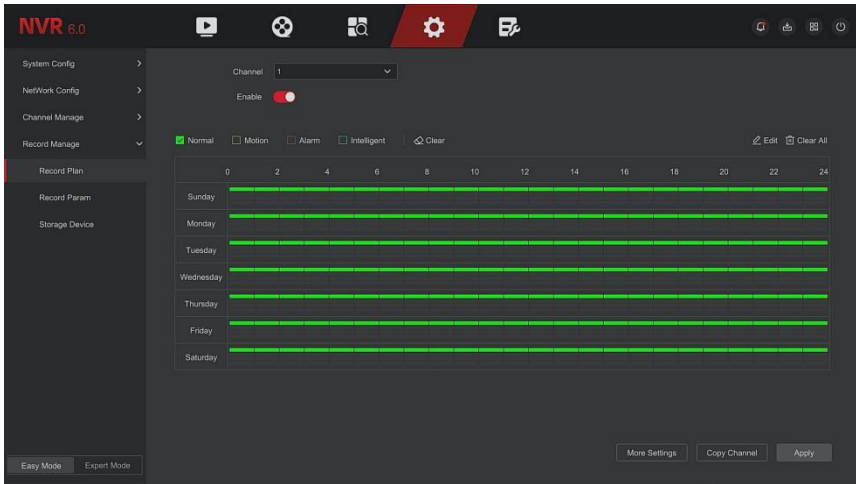 NVR 6.0
System Config
NetWork Config
Channel Manage
Record Manage
Record Plan
Record Param
Storage Device
Easy Mode Expert Mode
Channel 1
Enable
Normal Motion Alarm Intelligent Clear Edit Clear All
0 2 4 6 8 10 12 14 16 18 20 22 24
Sunday
Monday
Tuesday
Wednesday
Thursday
Friday
Saturday
More Settings Copy Channel Apply